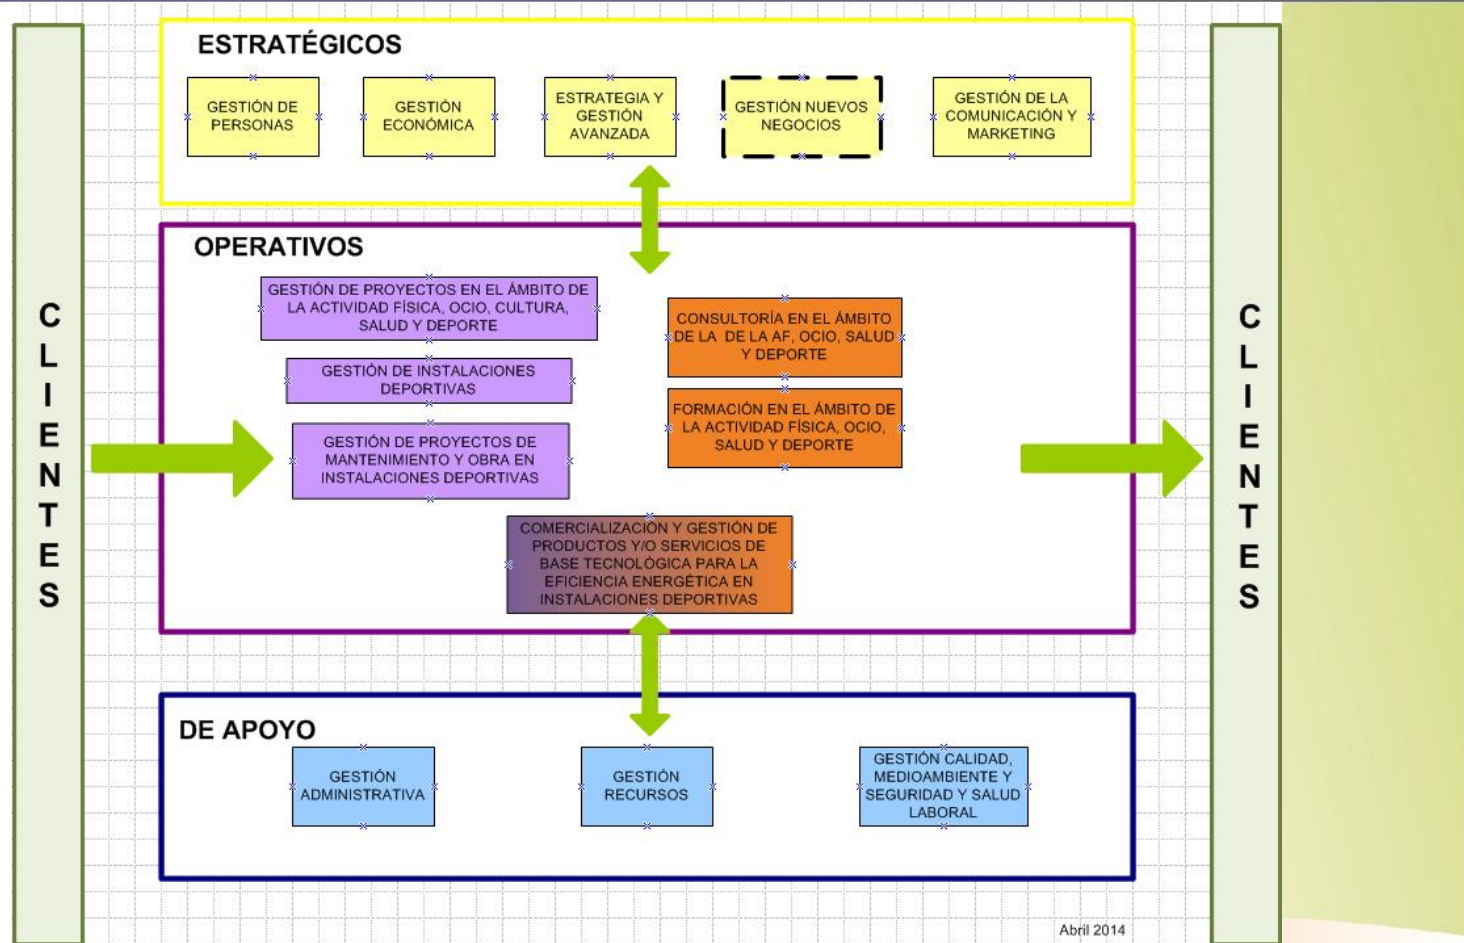 ESTRATÉGICOS
GESTIÓN DE
PERSONAS
GESTIÓN
ECONÓMICA
ESTRATEGIA Y
GESTIÓN
AVANZADA
GESTIÓN NUEVOS
NEGOCIOS
GESTIÓN DE LA
COMUNICACIÓN Y
MARKETING
CLIENTES
OPERATIVOS
GESTIÓN DE PROYECTOS EN EL ÁMBITO DE
LA ACTIVIDAD FÍSICA, OCIO, CULTURA,
SALUD Y DEPORTE
GESTIÓN DE INSTALACIONES
DEPORTIVAS
GESTIÓN DE PROYECTOS DE
MANTENIMIENTO Y OBRA EN
INSTALACIONES DEPORTIVAS
CONSULTORÍA EN EL ÁMBITO
DE LA DE LA AF, OCIO, SALUD
Y DEPORTE
FORMACIÓN EN EL ÁMBITO DE
LA ACTIVIDAD FÍSICA, OCIO,
SALUD Y DEPORTE
COMERCIALIZACIÓN Y GESTIÓN DE
PRODUCTOS Y/O SERVICIOS DE
BASE TECNOLÓGICA PARA LA
EFICIENCIA ENERGÉTICA EN
INSTALACIONES DEPORTIVAS
CLIENTES
DE APOYO
GESTIÓN
ADMINISTRATIVA
GESTIÓN
RECURSOS
GESTIÓN CALIDAD,
MEDIOAMBIENTE Y
SEGURIDAD Y SALUD
LABORAL
Abril 2014